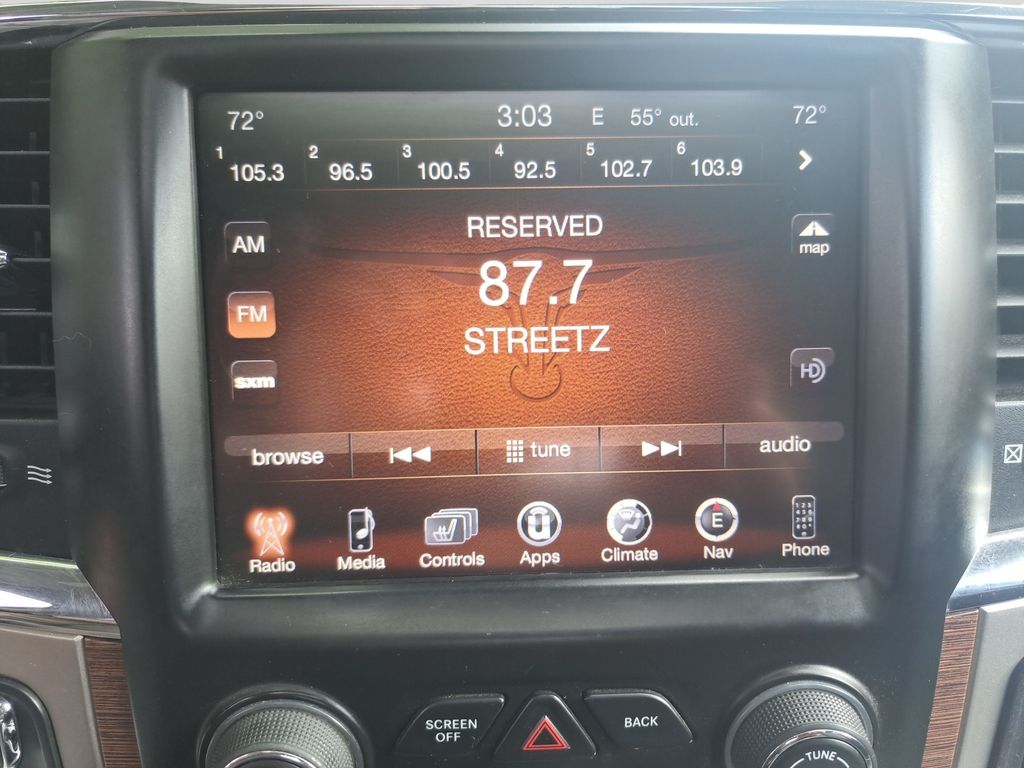 72° 3:03 E 55° out. 72°
1 105.3 2 96.5 3 100.5 4 92.5 5 102.7 6 103.9
RESERVED
AM
map
87.7
FM
STREETZ
HD
sxm
browse tune audio
Radio Media Controls Apps Climate Nav Phone
U
E
SCREEN
OFF
BACK
TUNE